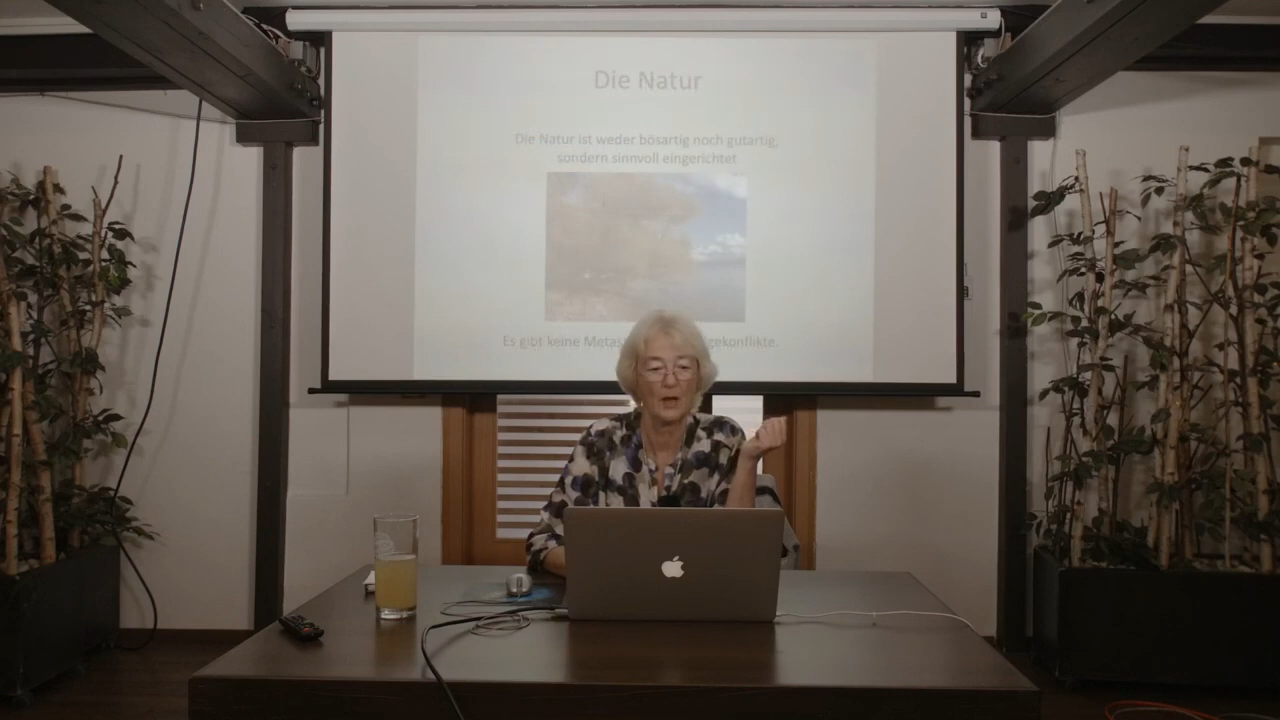 Die Natur
Die Natur ist weder bösartig noch gutartig,
sondern sinnvoll eingerichtet
Es gibt keine